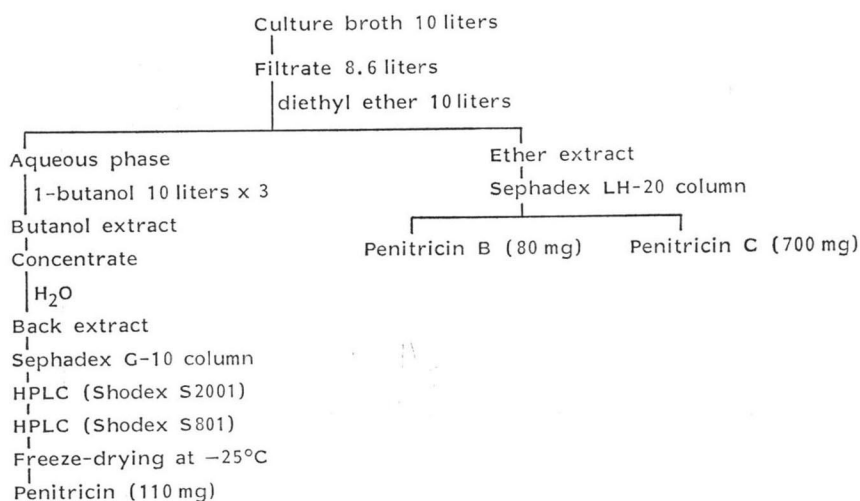 Culture broth 10 liters
Filtrate 8.6 liters
diethyl ether 10 liters
Aqueous phase
1-butanol 10 liters x 3
Butanol extract
Concentrate
H₂O
Back extract
Sephadex G-10 column
HPLC (Shodex S2001)
HPLC (Shodex S801)
Freeze-drying at −25°C
Penitricin (110 mg)
Ether extract
Sephadex LH-20 column
Penitricin B (80 mg)
Penitricin C (700 mg)